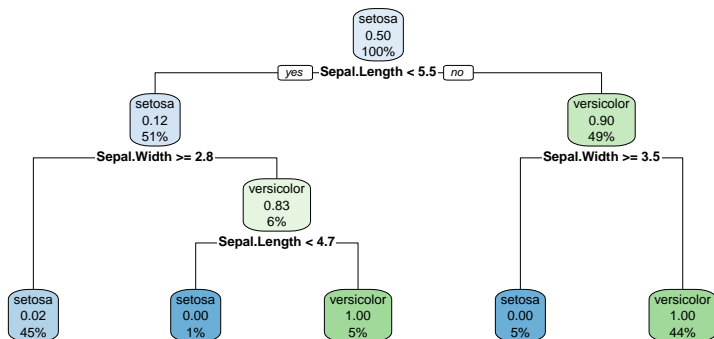 setosa
0.50
100%
yes Sepal.Length < 5.5 no
setosa
0.12
51%
versicolor
0.90
49%
Sepal.Width >= 2.8
Sepal.Width >= 3.5
versicolor
0.83
6%
Sepal.Length < 4.7
setosa
0.02
45%
setosa
0.00
1%
versicolor
1.00
5%
setosa
0.00
5%
versicolor
1.00
44%